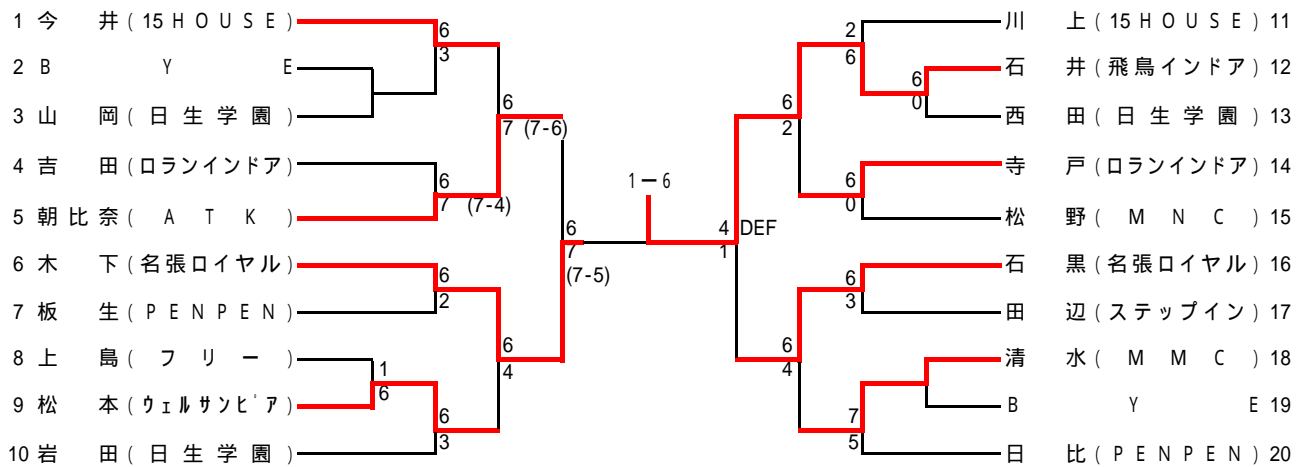 1 今 井 (15 H O U S E)
2 B Y E
3 山 岡 (日 生 学 園)
4 吉 田 (ロランインドア)
5 朝 比 奈 ( A T K )
6 木 下 (名張ロイヤル)
7 板 生 (P E N P E N)
8 上 島 ( フ リ ー )
9 松 本 (ウェルサンピア)
10 岩 田 (日 生 学 園)
6
3
6
7 (7-6)
6
7 (7-4)
6
2
6
4
1
6
6
3
6
7
(7-5)
1－6
4 DEF
1
2
6
6
0
6
2
6
0
6
3
6
4
7
5
川 上 (15 H O U S E) 11
石 井 (飛鳥インドア) 12
西 田 (日 生 学 園) 13
寺 戸 (ロランインドア) 14
松 野 ( M N C ) 15
石 黒 (名張ロイヤル) 16
田 辺 (ステップイン) 17
清 水 ( M M C ) 18
B Y E 19
日 比 (P E N P E N) 20